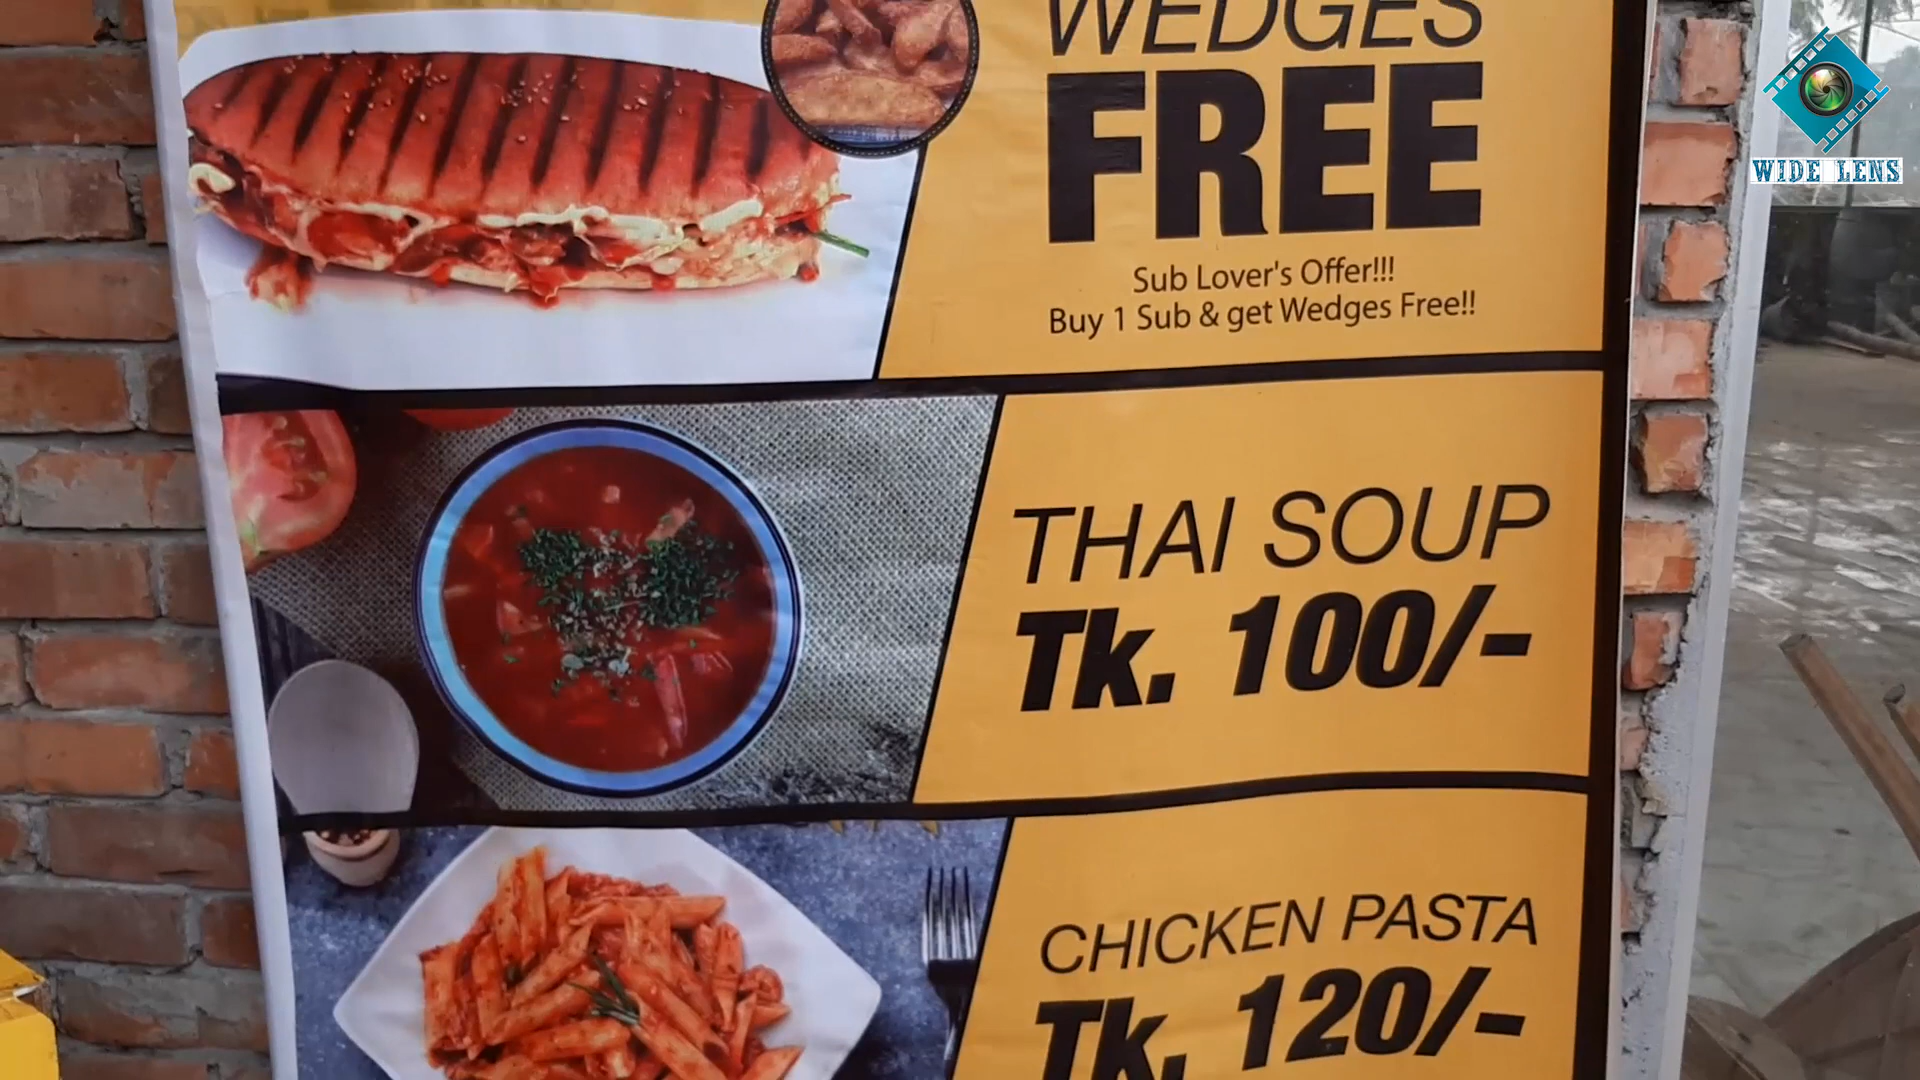 WEDGES
FREE
Sub Lover's Offer!!!
Buy 1 Sub & get Wedges Free!!
THAI SOUP
Tk. 100/-
CHICKEN PASTA
Tk. 120/-
WIDE LENS